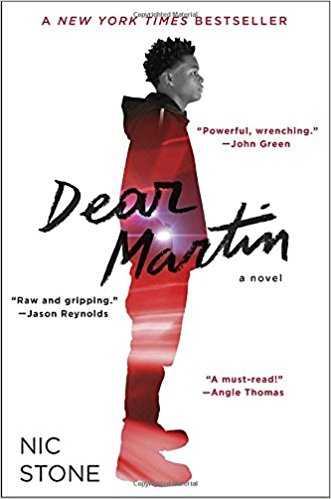 A NEW YORK TIMES BESTSELLER
“Powerful, wrenching.”
—John Green
Dear
Martin
a novel
“Raw and gripping.”
—Jason Reynolds
“A must-read!”
—Angie Thomas
NIC
STONE